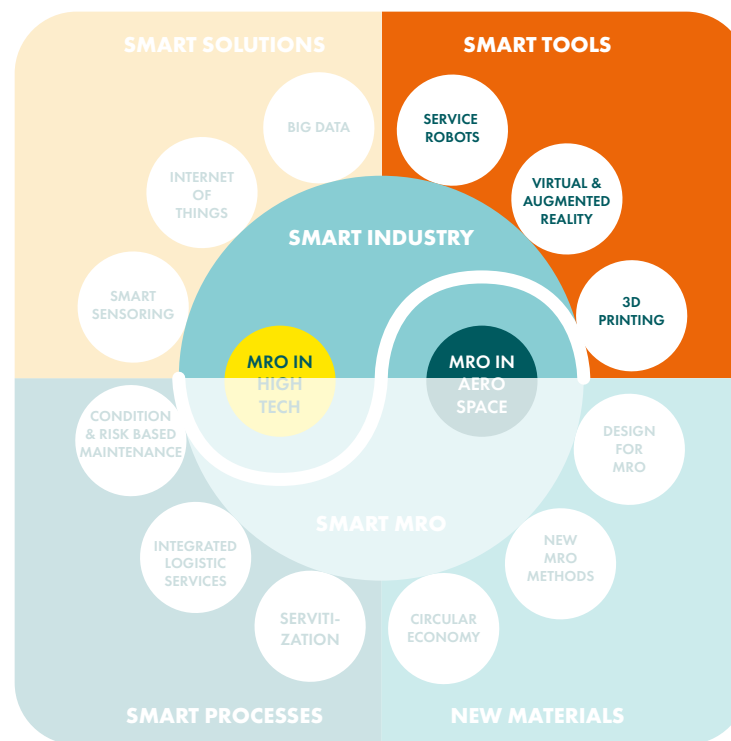 SMART SOLUTIONS
SMART TOOLS
BIG DATA
SERVICE
ROBOTS
INTERNET
OF
THINGS
VIRTUAL &
AUGMENTED
REALITY
SMART INDUSTRY
SMART
SENSORING
3D
PRINTING
MRO IN
HIGH
TECH
MRO IN
AERO
SPACE
CONDITION
& RISK BASED
MAINTENANCE
DESIGN
FOR
MRO
SMART MRO
INTEGRATED
LOGISTIC
SERVICES
NEW
MRO
METHODS
SERVITI-
ZATION
CIRCULAR
ECONOMY
SMART PROCESSES
NEW MATERIALS